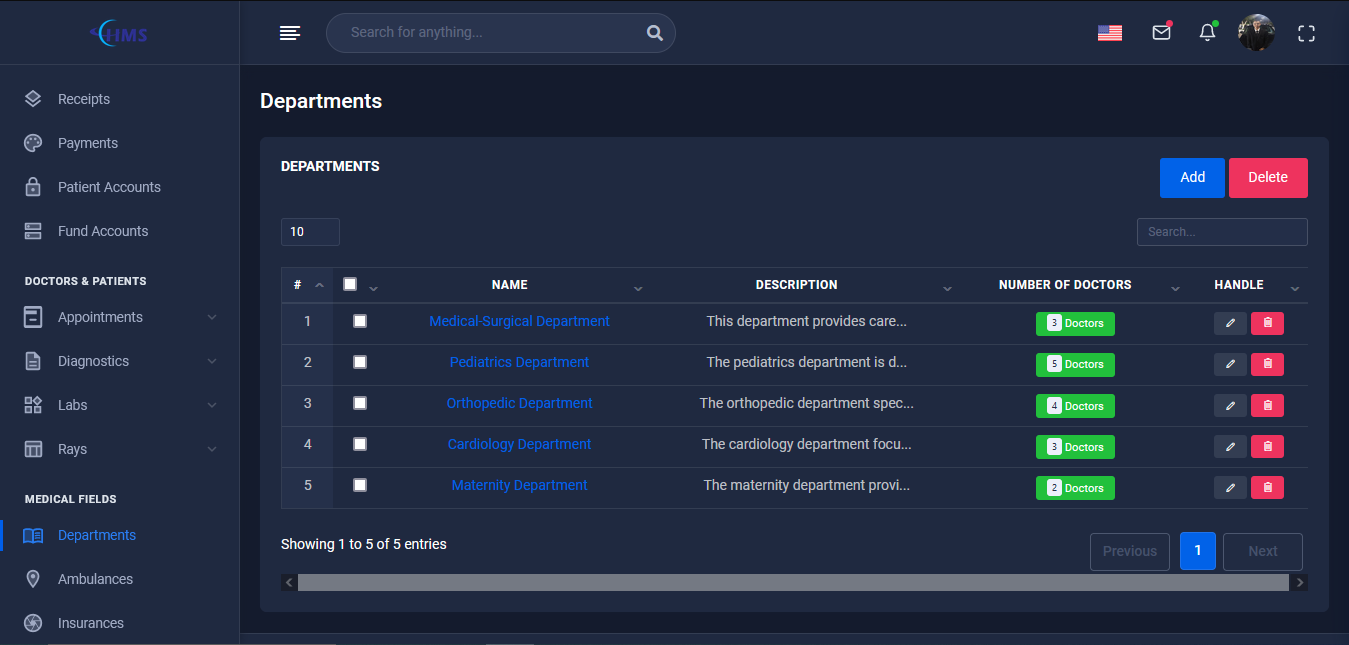 HMS
Search for anything...
Receipts
Payments
Patient Accounts
Fund Accounts
DOCTORS & PATIENTS
Appointments
Diagnostics
Labs
Rays
MEDICAL FIELDS
Departments
Ambulances
Insurances
Departments
DEPARTMENTS
Add Delete
10
Search...
# NAME DESCRIPTION NUMBER OF DOCTORS HANDLE
1 Medical-Surgical Department This department provides care... 3 Doctors
2 Pediatrics Department The pediatrics department is d... 5 Doctors
3 Orthopedic Department The orthopedic department spec... 4 Doctors
4 Cardiology Department The cardiology department focu... 3 Doctors
5 Maternity Department The maternity department provi... 2 Doctors
Showing 1 to 5 of 5 entries
Previous 1 Next